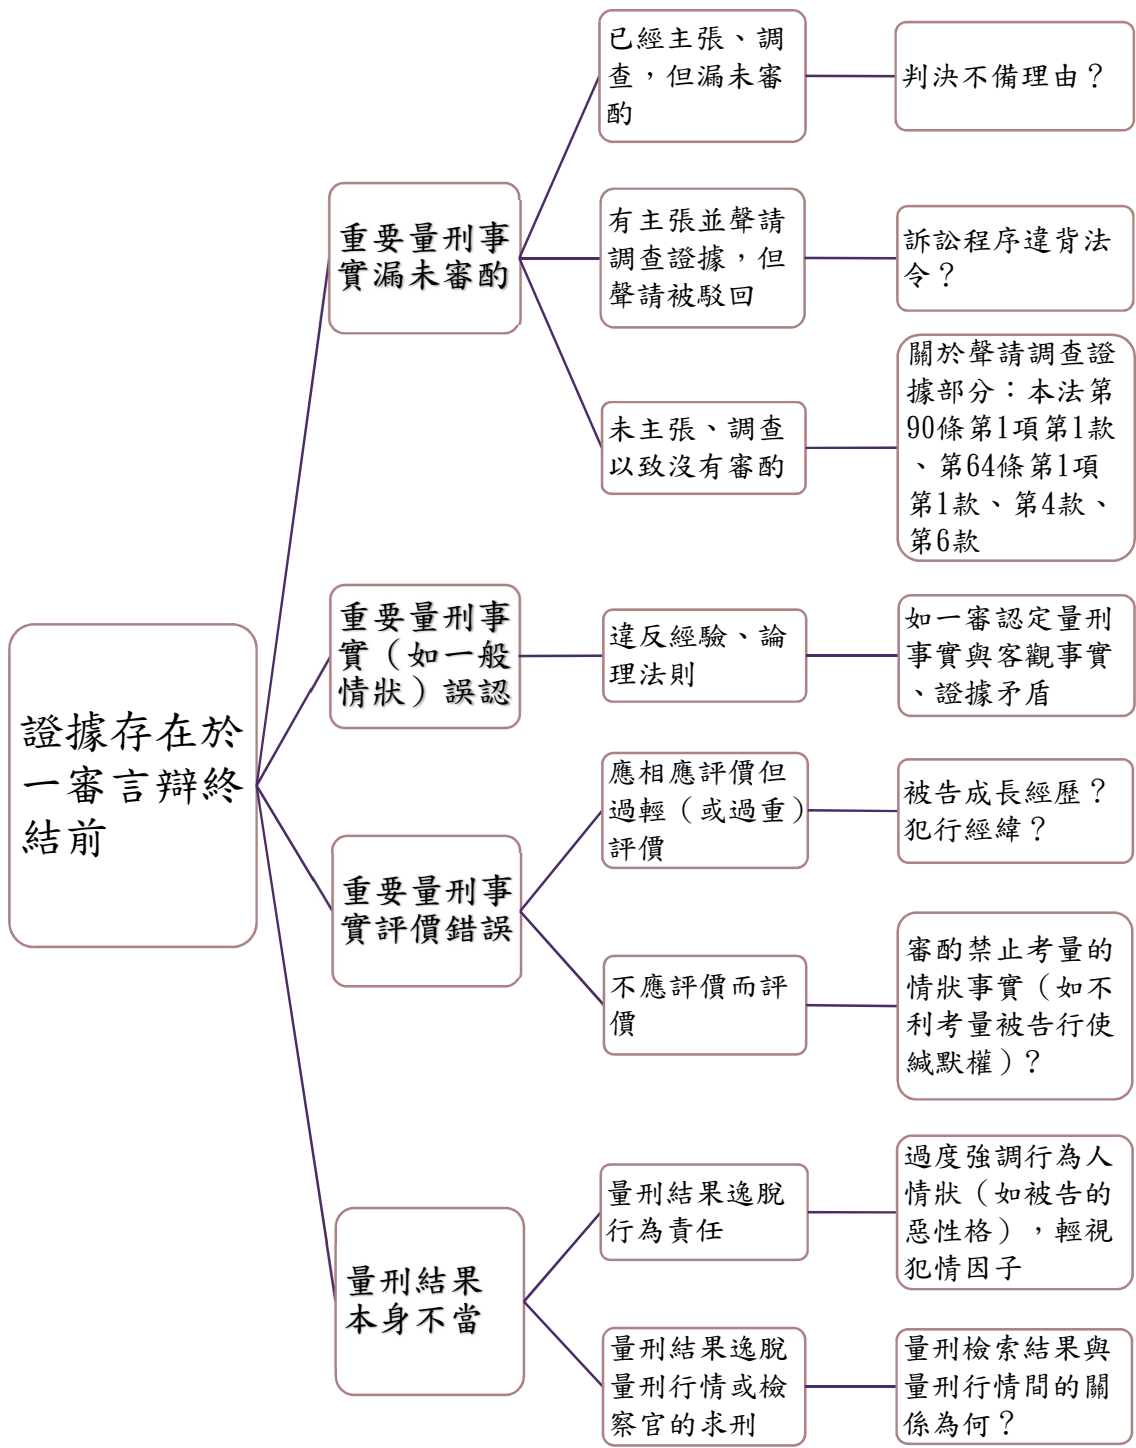 證據存在於
一審言辯終
結前
重要量刑事
實漏未審酌
已經主張、調
查，但漏未審
酌
判決不備理由？
有主張並聲請
調查證據，但
聲請被駁回
訴訟程序違背法
令？
未主張、調查
以致沒有審酌
關於聲請調查證
據部分：本法第
90條第1項第1款
、第64條第1項
第1款、第4款、
第6款
重要量刑事
實（如一般
情狀）誤認
違反經驗、論
理法則
如一審認定量刑
事實與客觀事實
、證據矛盾
重要量刑事
實評價錯誤
應相應評價但
過輕（或過重）
評價
被告成長經歷？
犯行經緯？
不應評價而評
價
審酌禁止考量的
情狀事實（如不
利考量被告行使
緘默權）？
量刑結果
本身不當
量刑結果逸脫
行為責任
過度強調行為人
情狀（如被告的
惡性格），輕視
犯情因子
量刑結果逸脫
量刑行情或檢
察官的求刑
量刑檢索結果與
量刑行情間的關
係為何？